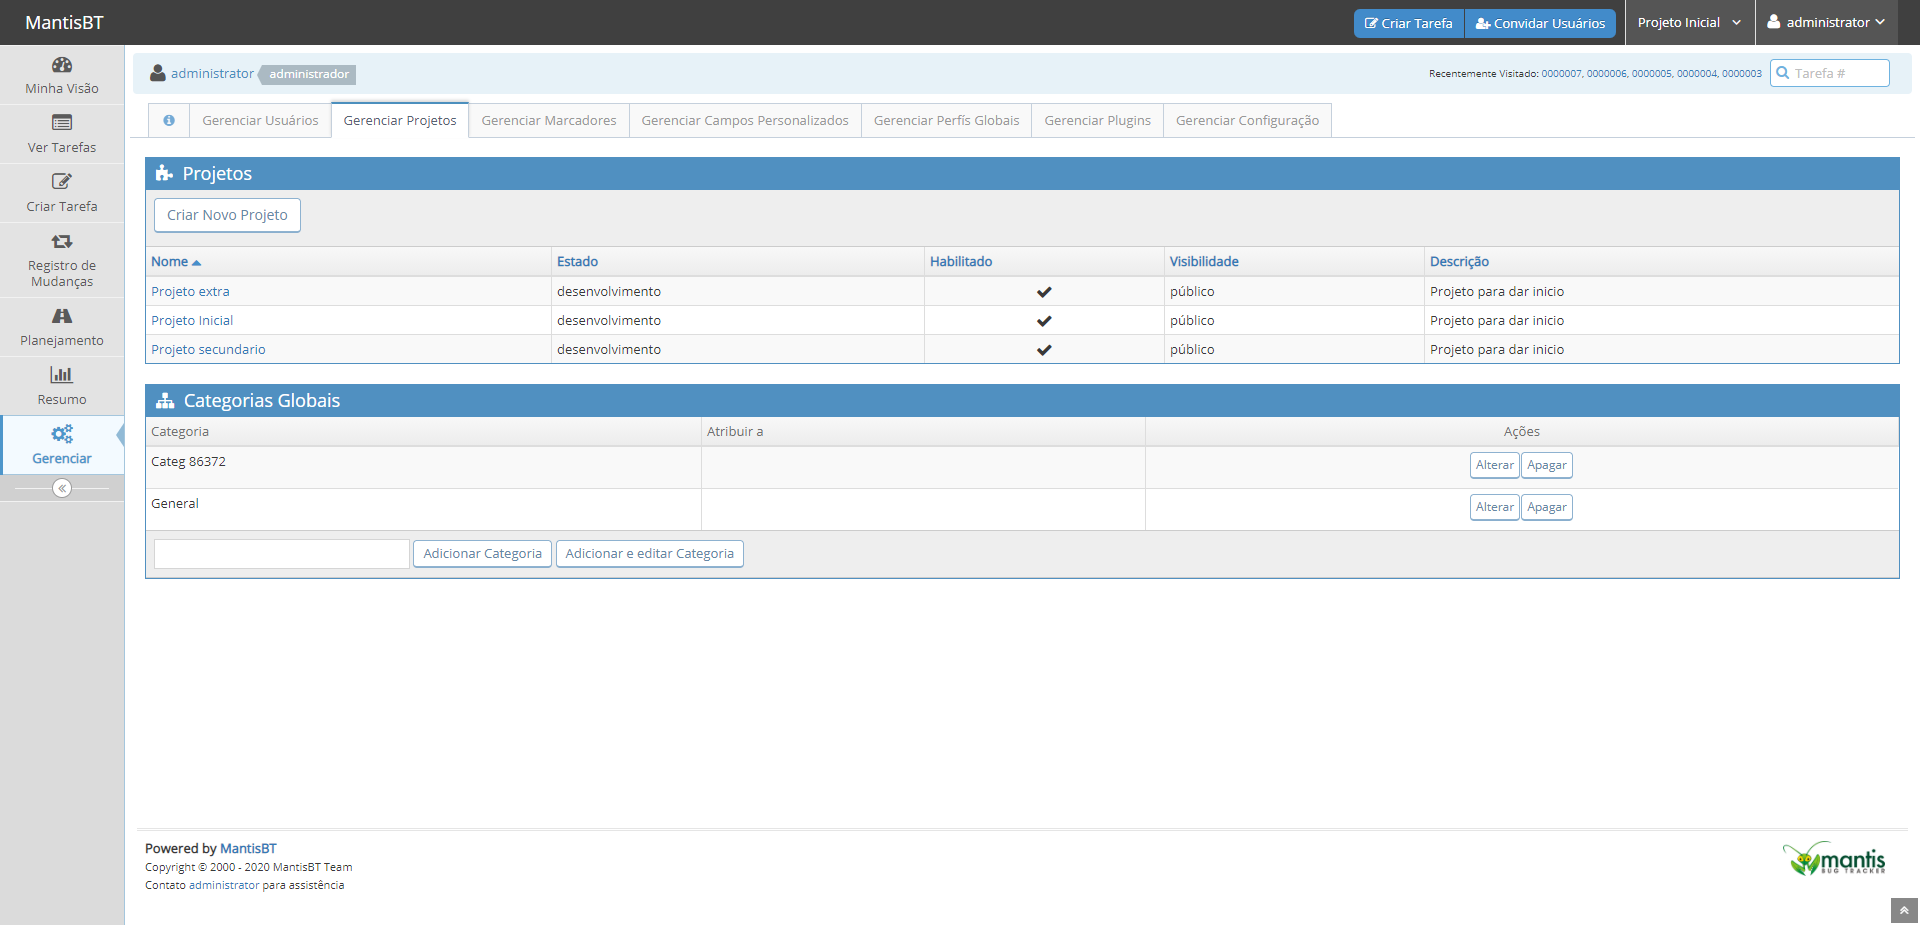 MantisBT
Criar Tarefa
Convidar Usuários
Projeto Inicial
administrator
Minha Visão
Ver Tarefas
Criar Tarefa
Registro de
Mudanças
Planejamento
Resumo
Gerenciar
administrator administrador
Recentemente Visitado: 0000007, 0000006, 0000005, 0000004, 0000003
Tarefa #
Gerenciar Usuários
Gerenciar Projetos
Gerenciar Marcadores
Gerenciar Campos Personalizados
Gerenciar Perfís Globais
Gerenciar Plugins
Gerenciar Configuração
Projetos
Criar Novo Projeto
Nome Estado Habilitado Visibilidade Descrição
Projeto extra desenvolvimento público Projeto para dar inicio
Projeto Inicial desenvolvimento público Projeto para dar inicio
Projeto secundario desenvolvimento público Projeto para dar inicio
Categorias Globais
Categoria Atribuir a Ações
Categ 86372 Alterar Apagar
General Alterar Apagar
Adicionar Categoria Adicionar e editar Categoria
Powered by MantisBT
Copyright © 2000 - 2020 MantisBT Team
Contato administrator para assistência
mantis
BUG TRACKER